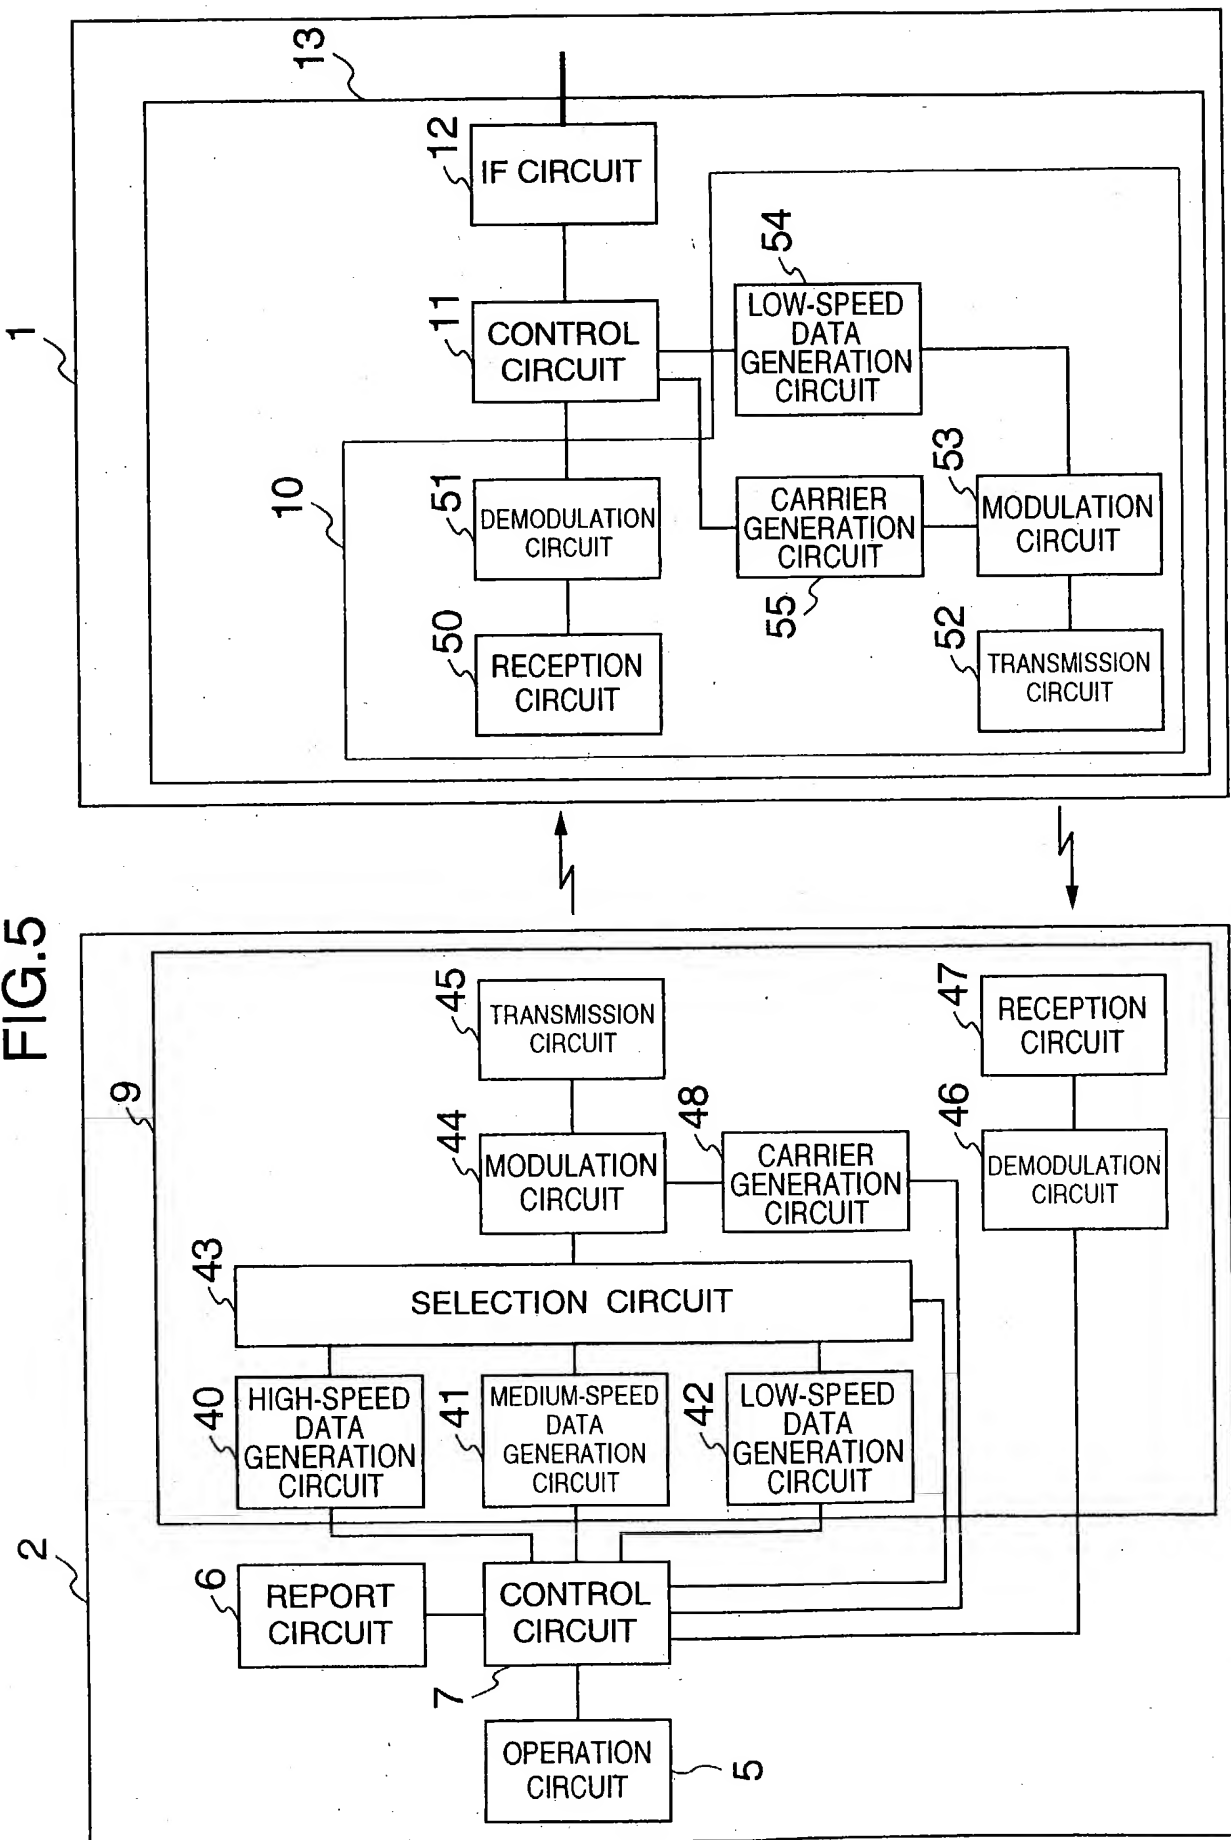 FIG.5
1
13
12
IF CIRCUIT
11
CONTROL
CIRCUIT
54
LOW-SPEED
DATA
GENERATION
CIRCUIT
10
51
DEMODULATION
CIRCUIT
55
CARRIER
GENERATION
CIRCUIT
53
MODULATION
CIRCUIT
50
RECEPTION
CIRCUIT
52
TRANSMISSION
CIRCUIT
2
9
45
TRANSMISSION
CIRCUIT
47
RECEPTION
CIRCUIT
44
MODULATION
CIRCUIT
48
CARRIER
GENERATION
CIRCUIT
46
DEMODULATION
CIRCUIT
43
SELECTION CIRCUIT
40
HIGH-SPEED
DATA
GENERATION
CIRCUIT
41
MEDIUM-SPEED
DATA
GENERATION
CIRCUIT
42
LOW-SPEED
DATA
GENERATION
CIRCUIT
6
REPORT
CIRCUIT
7
CONTROL
CIRCUIT
OPERATION
CIRCUIT
5